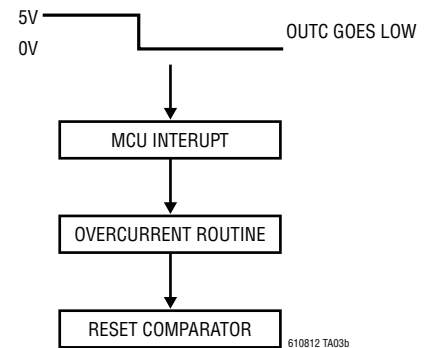 5V
OUTC GOES LOW
0V
MCU INTERUPT
OVERCURRENT ROUTINE
RESET COMPARATOR
610812 TA03b